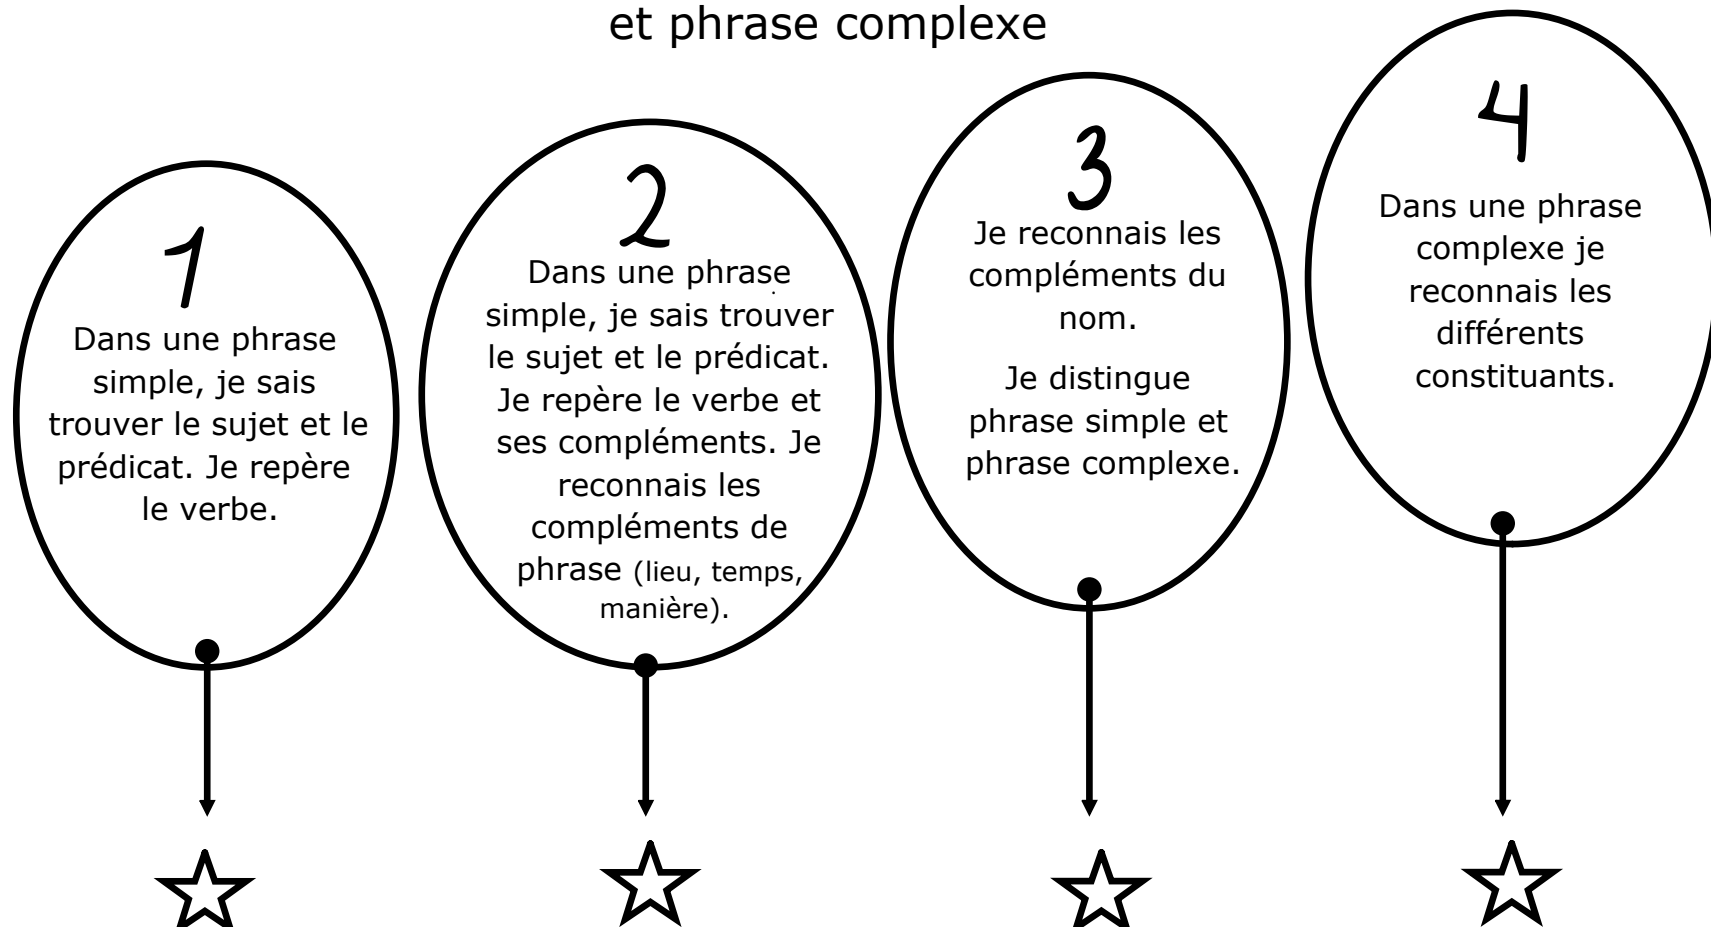 et phrase complexe
1
Dans une phrase
simple, je sais
trouver le sujet et le
prédicat. Je repère
le verbe.
2
Dans une phrase
simple, je sais trouver
le sujet et le prédicat.
Je repère le verbe et
ses compléments. Je
reconnais les
compléments de
phrase (lieu, temps,
manière).
3
Je reconnais les
compléments du
nom.
Je distingue
phrase simple et
phrase complexe.
4
Dans une phrase
complexe je
reconnais les
différents
constituants.